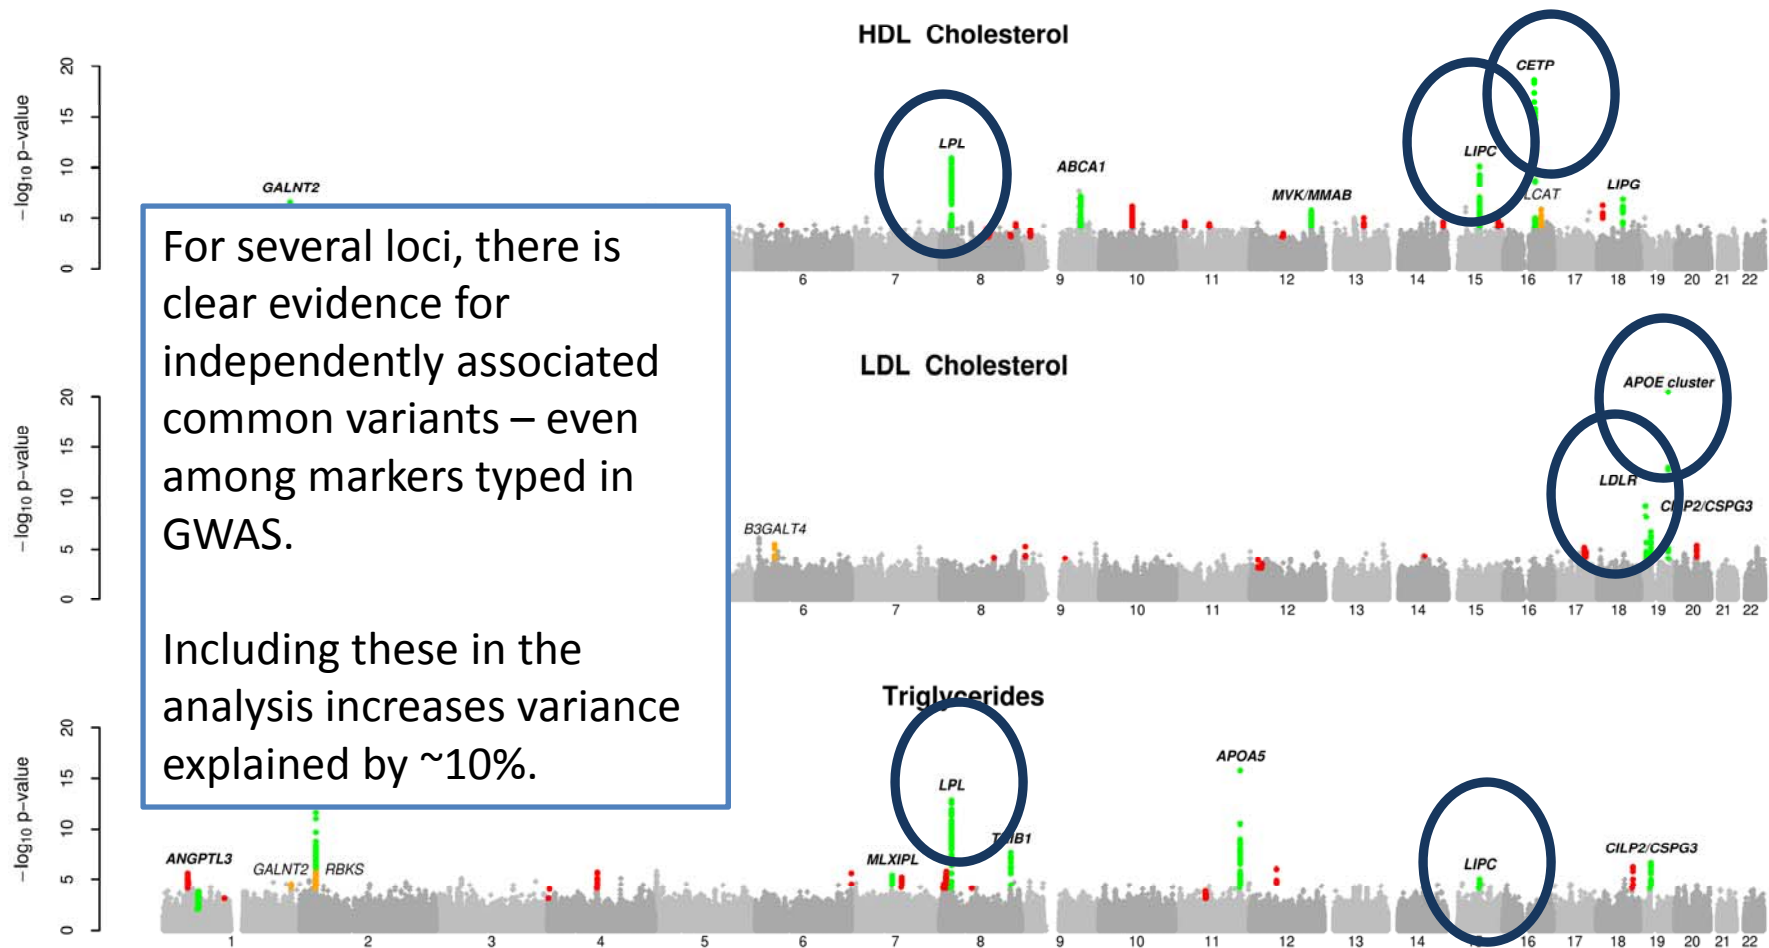 HDL Cholesterol
– log10 p–value
0 5 10 15 20
GALNT2
LPL
ABCA1
MVK/MMAB
LIPC
CETP
LCAT
LIPG
6 7 8 9 10 11 12 13 14 15 16 17 18 19 20 21 22
For several loci, there is
clear evidence for
independently associated
common variants – even
among markers typed in
GWAS.
Including these in the
analysis increases variance
explained by ~10%.
LDL Cholesterol
– log10 p–value
0 5 10 15 20
B3GALT4
APOE cluster
LDLR
CILP2/CSPG3
6 7 8 9 10 11 12 13 14 15 16 17 18 19 20 21 22
Triglycerides
– log10 p–value
0 5 10 15 20
ANGPTL3
GALNT2
RBKS
MLXIPL
LPL
TRIB1
APOA5
LIPC
CILP2/CSPG3
1 2 3 4 5 6 7 8 9 10 11 12 13 14 15 16 17 18 19 20 21 22